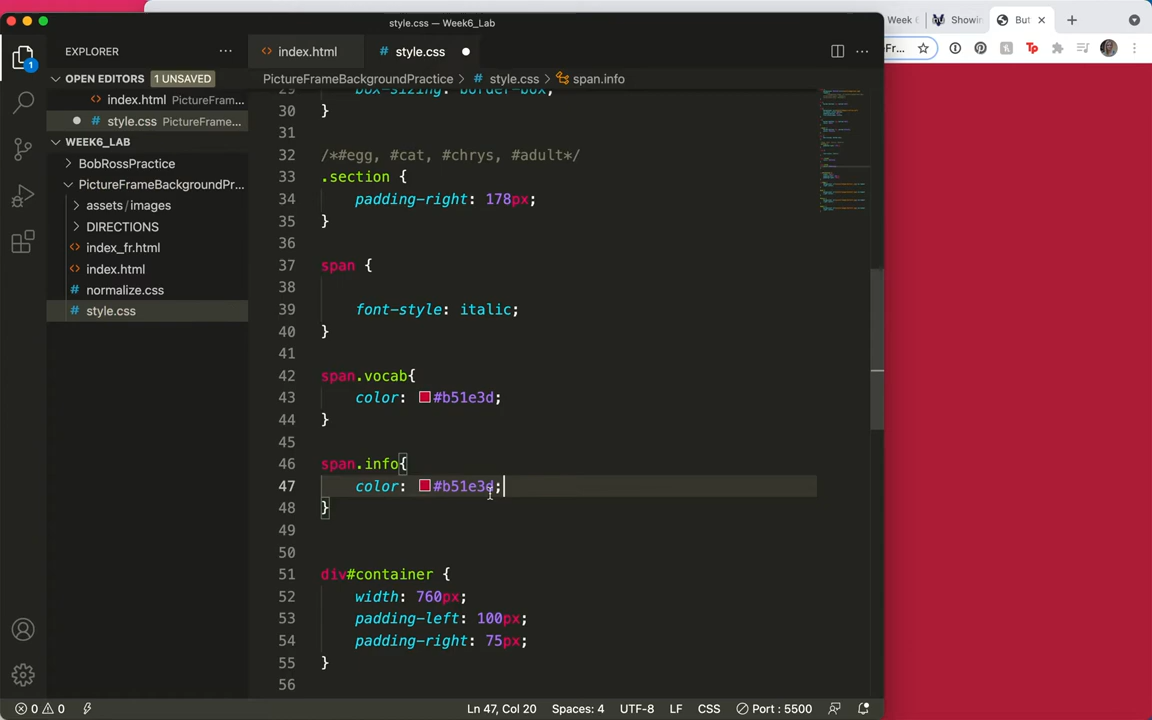 style.css — Week6_Lab
Week 6
Showin
But
EXPLORER
index.html
style.css
Fr...
OPEN EDITORS 1 UNSAVED
PictureFrameBackgroundPractice > style.css > span.info
index.html PictureFram...
style.css PictureFrame...
WEEK6_LAB
BobRossPractice
PictureFrameBackgroundPr...
assets/images
DIRECTIONS
index_fr.html
index.html
normalize.css
style.css
29 box-sizing: border-box;
30 }
31
32 /*#egg, #cat, #chrys, #adult*/
33 .section {
34 padding-right: 178px;
35 }
36
37 span {
38
39 font-style: italic;
40 }
41
42 span.vocab{
43 color: #b51e3d;
44 }
45
46 span.info{
47 color: #b51e3d;
48 }
49
50
51 div#container {
52 width: 760px;
53 padding-left: 100px;
54 padding-right: 75px;
55 }
56
0 0 Ln 47, Col 20 Spaces: 4 UTF-8 LF CSS Port : 5500